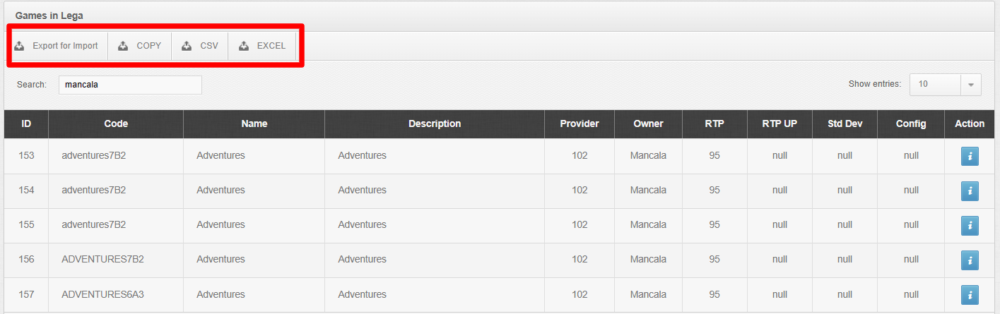 Games in Lega
Export for Import COPY CSV EXCEL
Search: mancala Show entries: 10
ID Code Name Description Provider Owner RTP RTP UP Std Dev Config Action
153 adventures7B2 Adventures Adventures 102 Mancala 95 null null null i
154 adventures7B2 Adventures Adventures 102 Mancala 95 null null null i
155 adventures7B2 Adventures Adventures 102 Mancala 95 null null null i
156 ADVENTURES7B2 Adventures Adventures 102 Mancala 95 null null null i
157 ADVENTURES6A3 Adventures Adventures 102 Mancala 95 null null null i